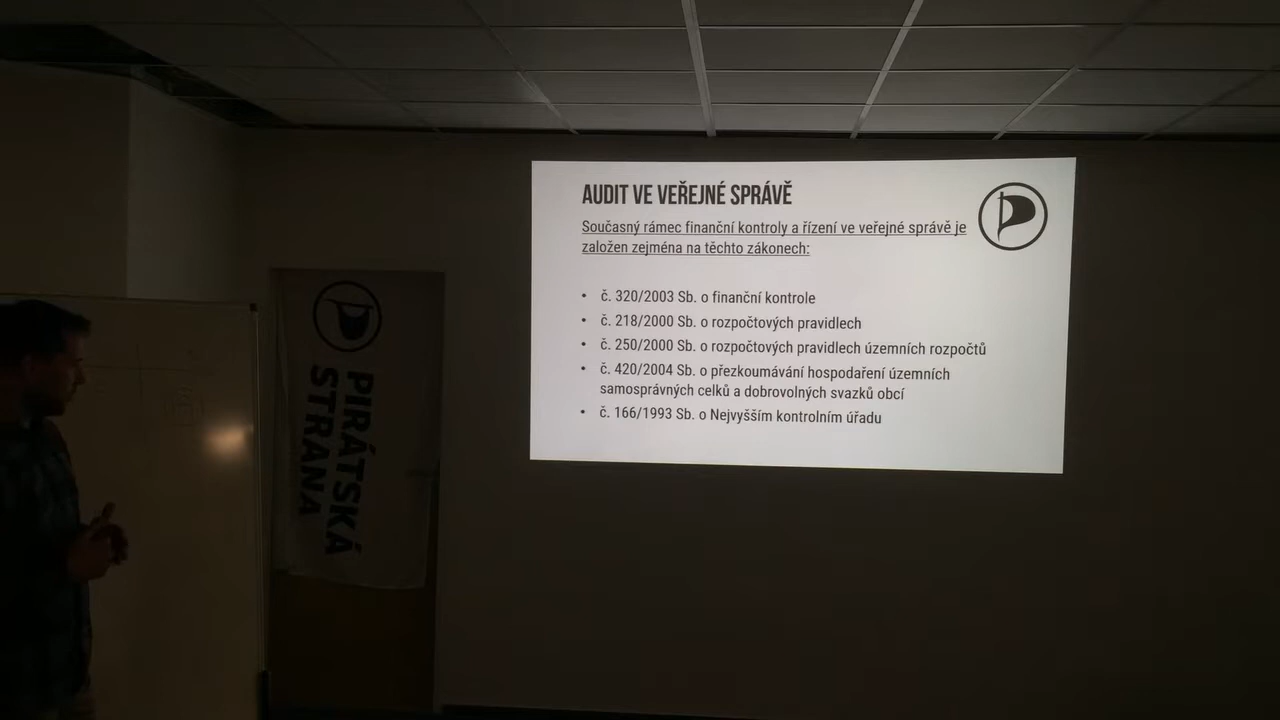 AUDIT VE VEŘEJNÉ SPRÁVĚ
Současný rámec finanční kontroly a řízení ve veřejné správě je
založen zejména na těchto zákonech:
• č. 320/2003 Sb. o finanční kontrole
• č. 218/2000 Sb. o rozpočtových pravidlech
• č. 250/2000 Sb. o rozpočtových pravidlech územních rozpočtů
• č. 420/2004 Sb. o přezkoumávání hospodaření územních
samosprávných celků a dobrovolných svazků obcí
• č. 166/1993 Sb. o Nejvyšším kontrolním úřadu
PIRÁTSKÁ
STRANA